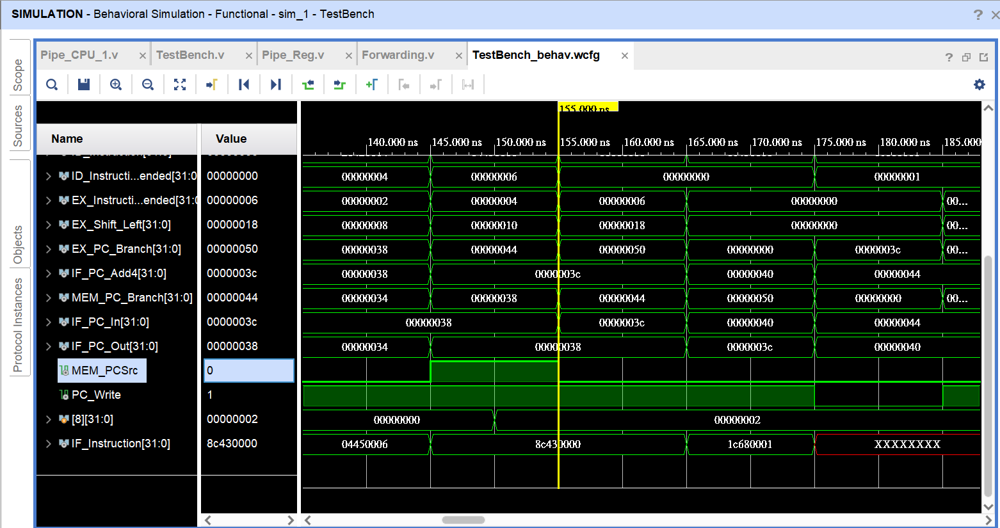 SIMULATION - Behavioral Simulation - Functional - sim_1 - TestBench
Scope
Sources
Objects
Protocol Instances
Pipe_CPU_1.v TestBench.v Pipe_Reg.v Forwarding.v TestBench_behav.wcfg
155.000 ns
Name Value
140.000 ns 145.000 ns 150.000 ns 155.000 ns 160.000 ns 165.000 ns 170.000 ns 175.000 ns 180.000 ns 185.000
ID_Instructi...ended[31:0 00000000 00000004 00000006 00000000 00000001
EX_Instructi...ended[31:0 00000006 00000002 00000004 00000006 00000000 00...
EX_Shift_Left[31:0] 00000018 00000008 00000010 00000018 00000000 00...
EX_PC_Branch[31:0] 00000050 00000038 00000044 00000050 00000000 0000003c 00...
IF_PC_Add4[31:0] 0000003c 00000038 0000003c 00000040 00000044
MEM_PC_Branch[31:0] 00000044 00000034 00000038 00000044 00000050 00000000 00...
IF_PC_In[31:0] 0000003c 00000038 0000003c 00000040 00000044
IF_PC_Out[31:0] 00000038 00000034 00000038 0000003c 00000040
MEM_PCSrc 0
PC_Write 1
[8][31:0] 00000002 00000000 00000002
IF_Instruction[31:0] 8c430000 04450006 8c430000 1c680001 XXXXXXXX